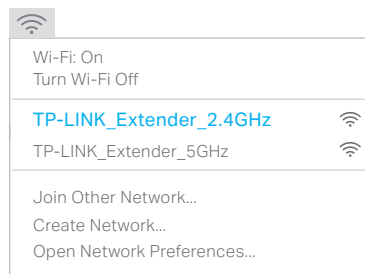 Wi-Fi: On
Turn Wi-Fi Off
TP-LINK_Extender_2.4GHz
TP-LINK_Extender_5GHz
Join Other Network...
Create Network...
Open Network Preferences...